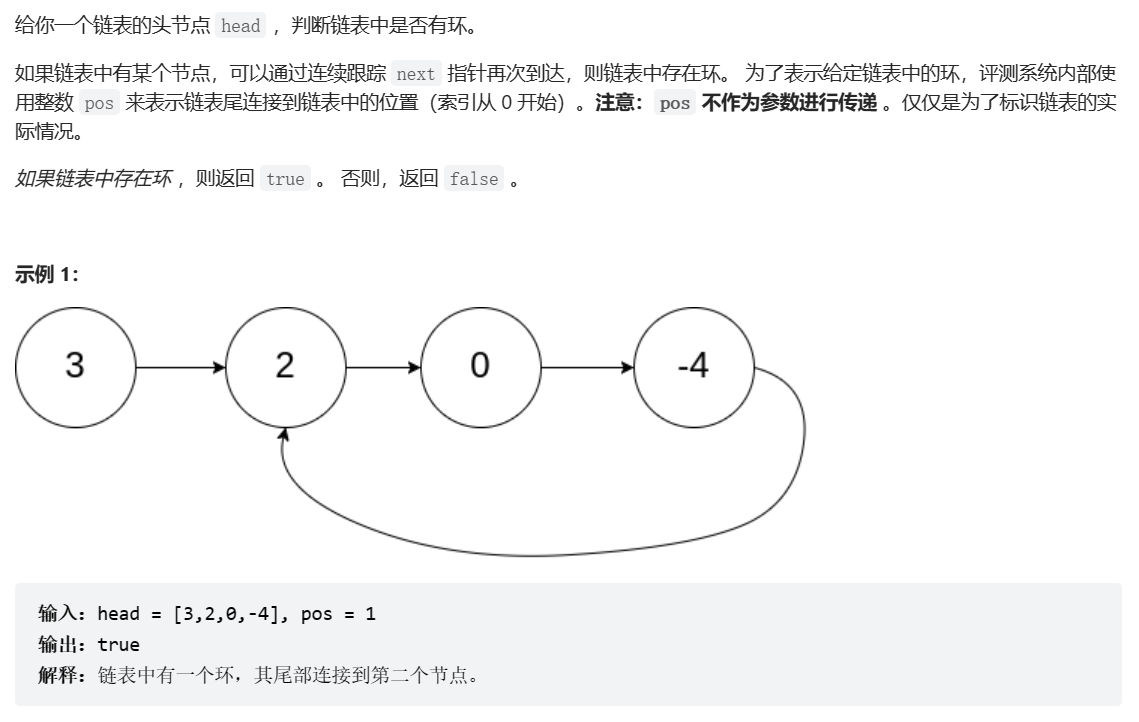 给你一个链表的头节点 head ，判断链表中是否有环。
如果链表中有某个节点，可以通过连续跟踪 next 指针再次到达，则链表中存在环。 为了表示给定链表中的环，评测系统内部使
用整数 pos 来表示链表尾连接到链表中的位置（索引从 0 开始）。注意：pos 不作为参数进行传递 。仅仅是为了标识链表的实
际情况。
如果链表中存在环 ，则返回 true 。 否则，返回 false 。
示例 1：
3 2 0 -4
输入：head = [3,2,0,-4], pos = 1
输出：true
解释：链表中有一个环，其尾部连接到第二个节点。